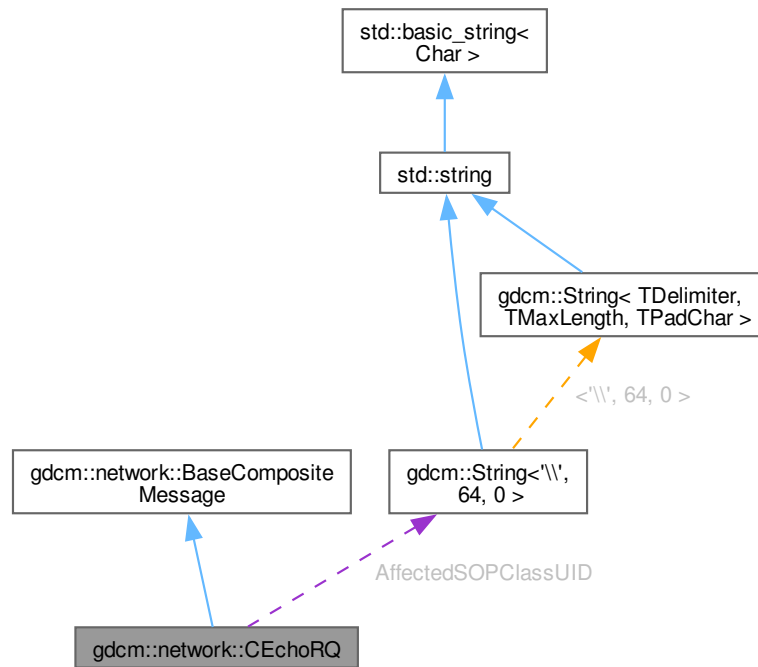 std::basic_string<
Char >
std::string
gdcm::String< TDelimiter,
TMaxLength, TPadChar >
<'\\', 64, 0 >
gdcm::network::BaseComposite
Message
gdcm::String<'\\',
64, 0 >
AffectedSOPClassUID
gdcm::network::CEchoRQ